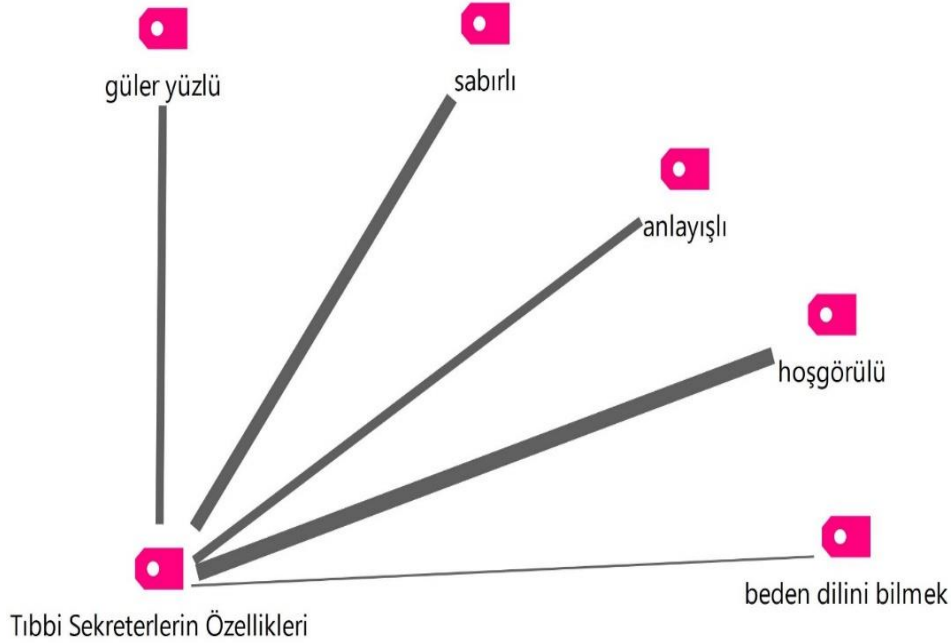 güler yüzlü
sabırlı
anlayışlı
hoşgörülü
beden dilini bilmek
Tıbbi Sekreterlerin Özellikleri